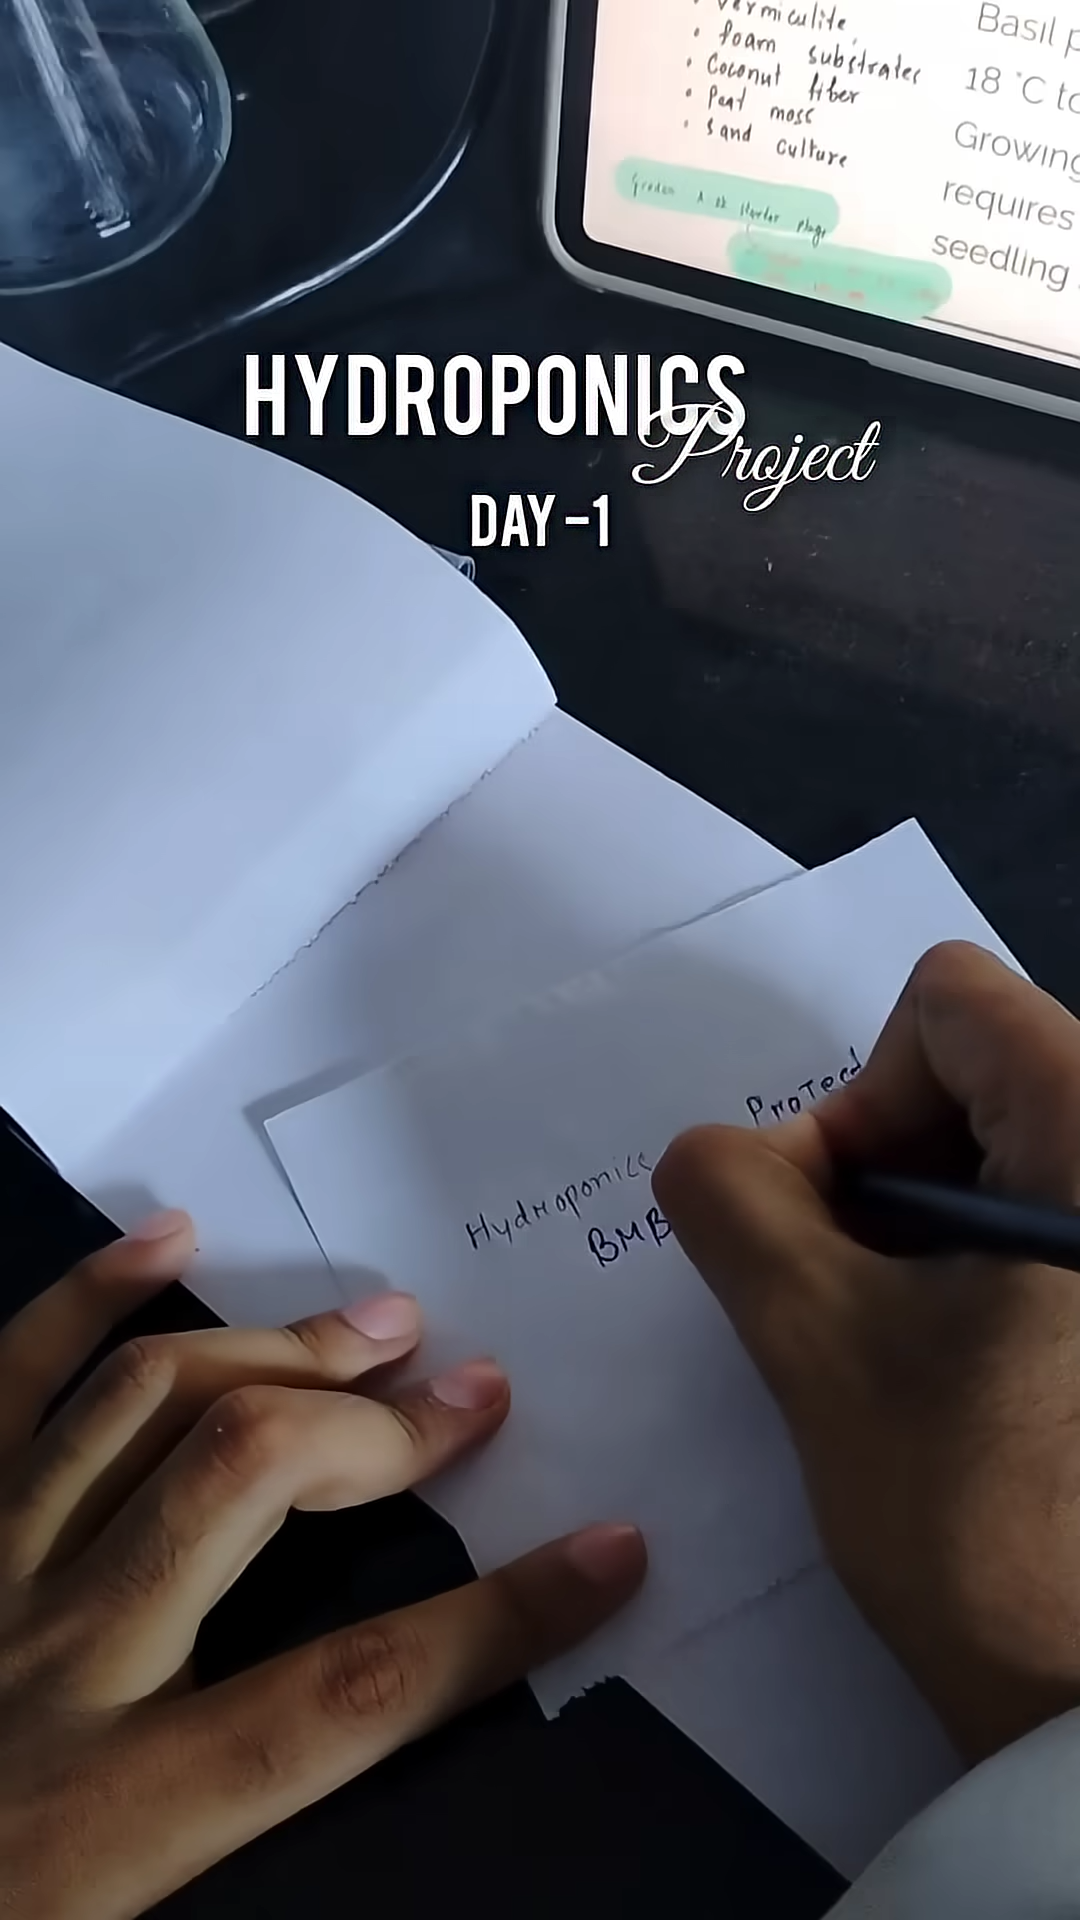 vermiculite,
• foam substrates
• Coconut fiber
• Peat moss
• Sand culture
Basil
18 °C to
Growing
requires
seedling
HYDROPONICS
Project
DAY -1
Hydroponics Project
BMB